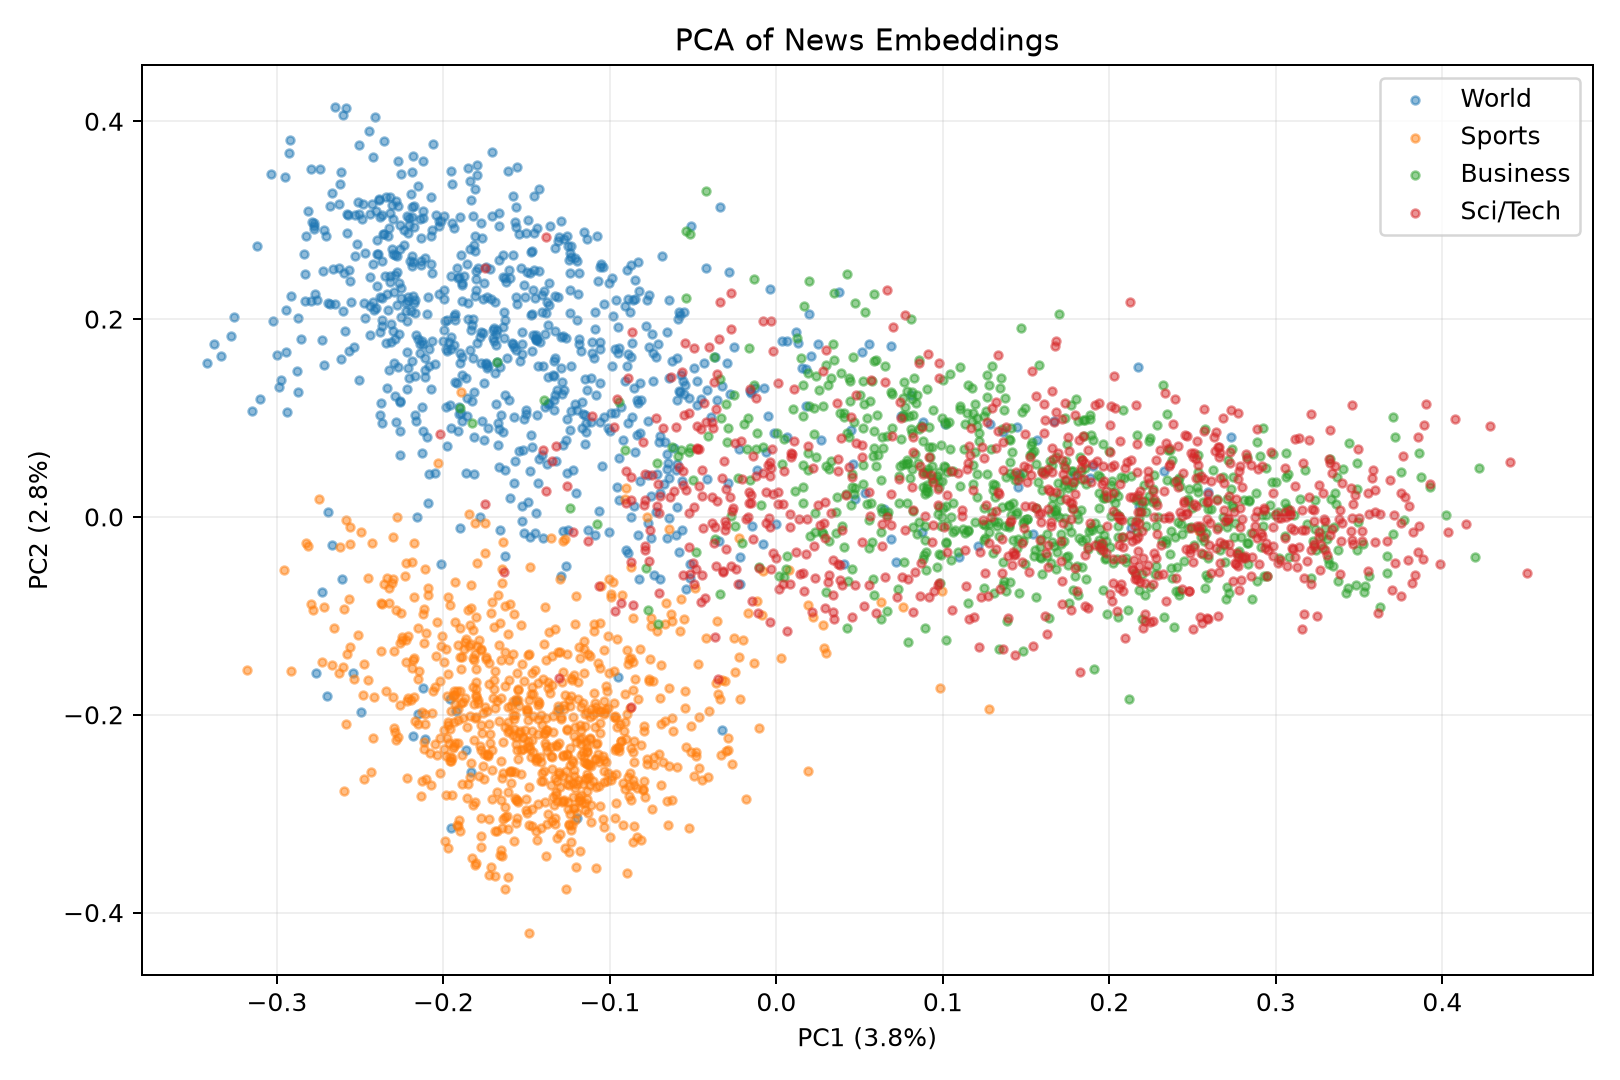 PCA of News Embeddings
World
Sports
Business
Sci/Tech
0.4
0.2
0.0
−0.2
−0.4
PC2 (2.8%)
−0.3
−0.2
−0.1
0.0
0.1
0.2
0.3
0.4
PC1 (3.8%)